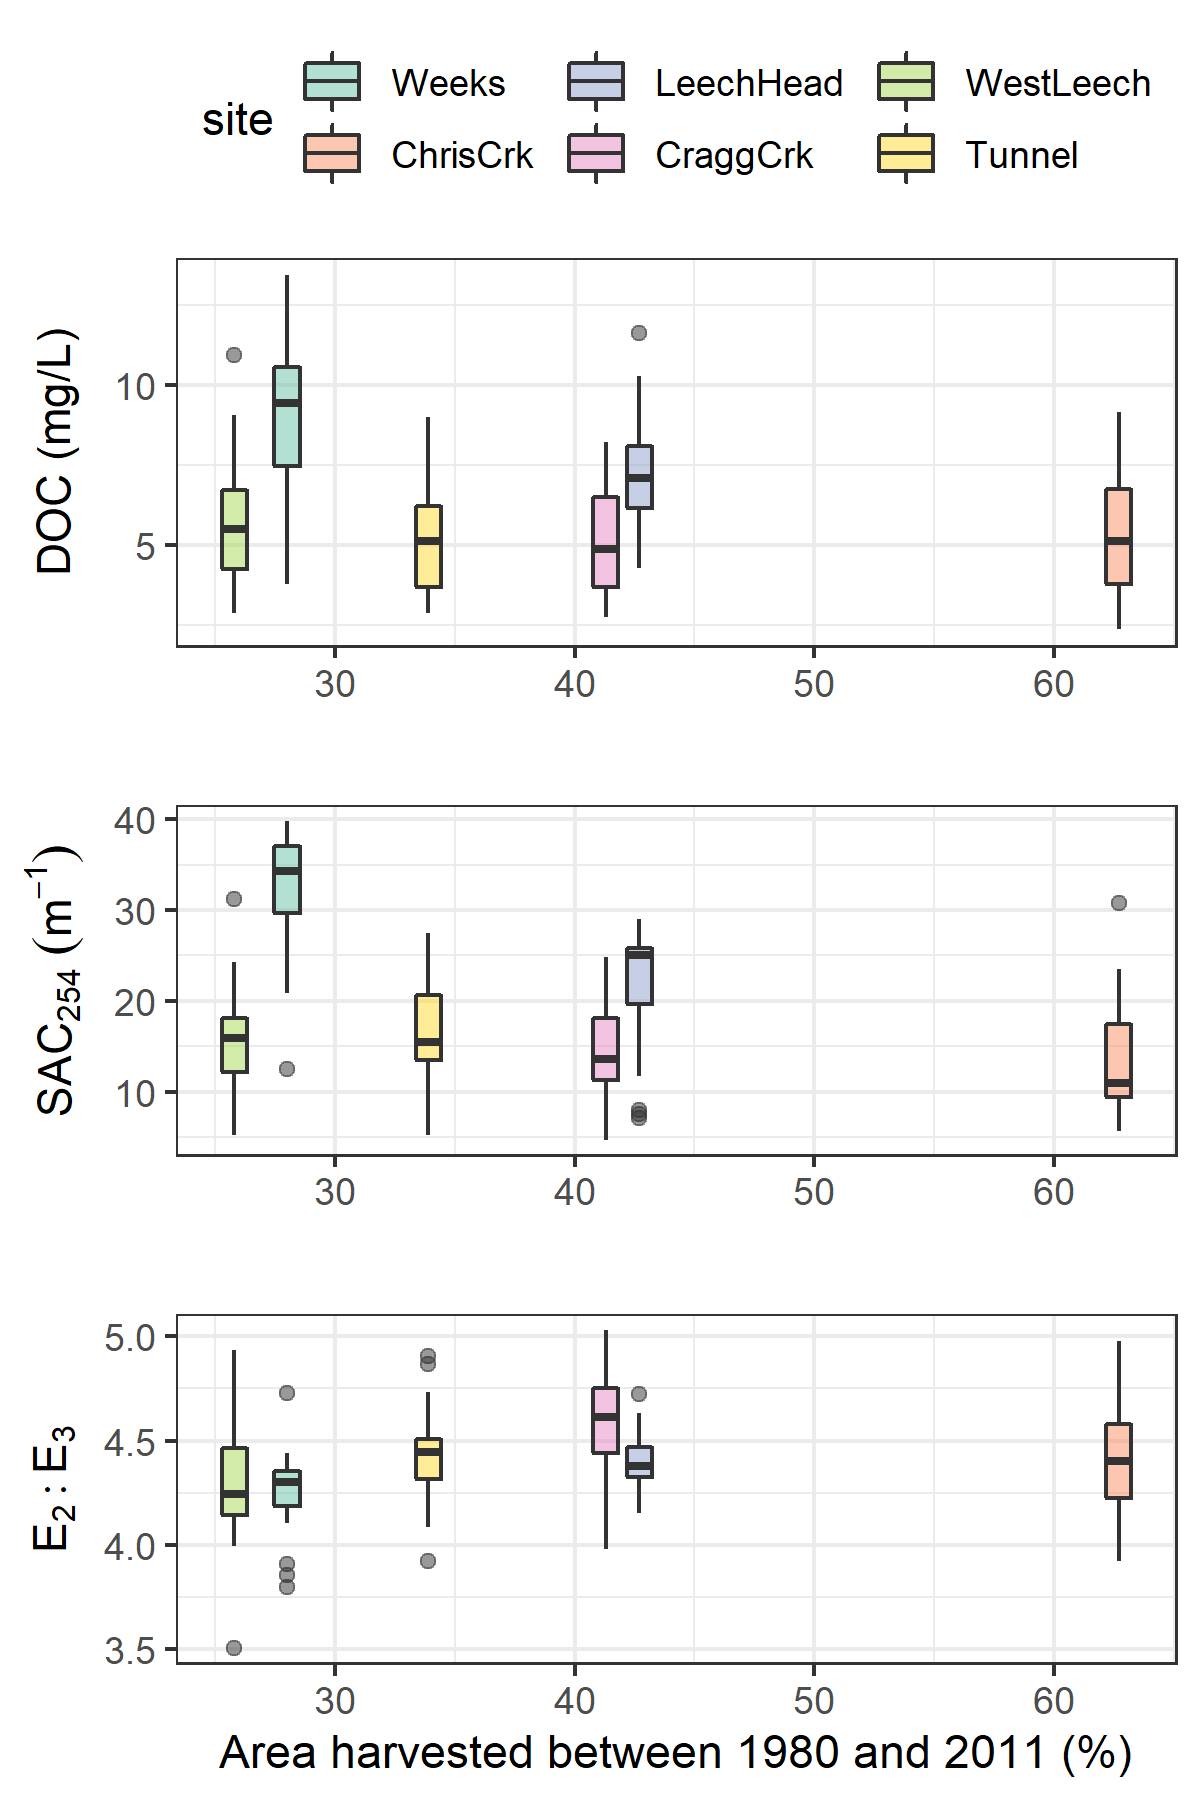 site
Weeks
LeechHead
WestLeech
ChrisCrk
CraggCrk
Tunnel
DOC (mg/L)
10
5
30 40 50 60
SAC₂₅₄ (m⁻¹)
40
30
20
10
30 40 50 60
E₂ : E₃
5.0
4.5
4.0
3.5
30 40 50 60
Area harvested between 1980 and 2011 (%)